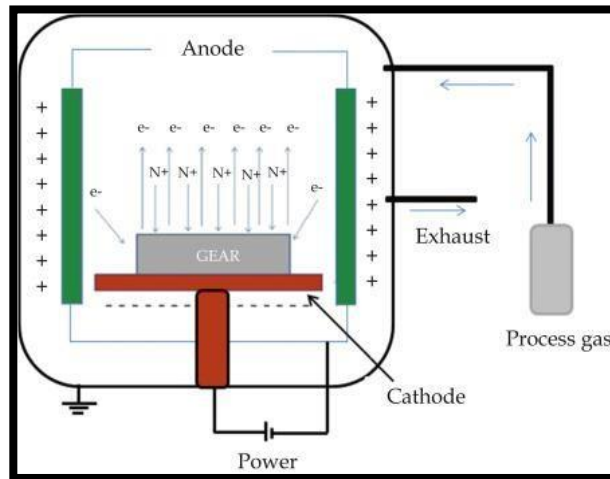 Anode
e- e- e- e- e- e-
N+ N+ N+ N+ N+
e- e-
GEAR
+ + + + + + + +
+ + + + + + + +
- - - - - - - - - - - -
Exhaust
Process gas
Cathode
Power